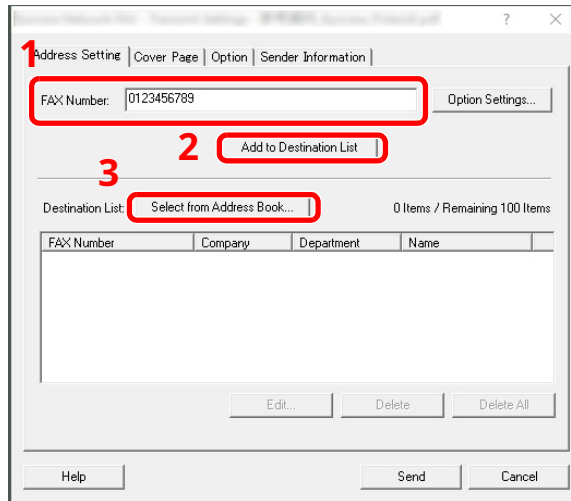 ? ×
1
Address Setting Cover Page Option Sender Information
FAX Number: 0123456789 Option Settings...
2 Add to Destination List
3
Destination List: Select from Address Book... 0 Items / Remaining 100 Items
FAX Number Company Department Name
Edit... Delete Delete All
Help Send Cancel